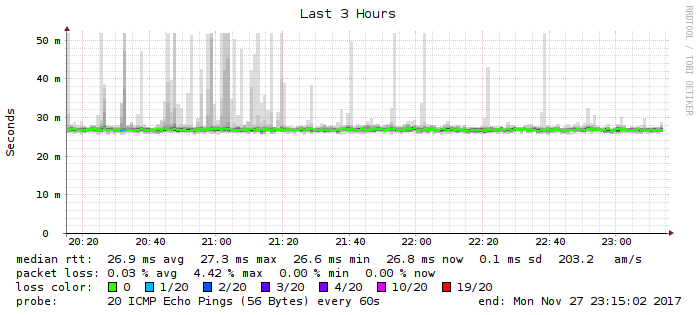 Last 3 Hours
RRDTOOL / TOBI OETIKER
Seconds
50 m
40 m
30 m
20 m
10 m
0
20:20 20:40 21:00 21:20 21:40 22:00 22:20 22:40 23:00
median rtt: 26.9 ms avg 27.3 ms max 26.6 ms min 26.8 ms now 0.1 ms sd 203.2 am/s
packet loss: 0.03 % avg 4.42 % max 0.00 % min 0.00 % now
loss color: 0 1/20 2/20 3/20 4/20 10/20 19/20
probe: 20 ICMP Echo Pings (56 Bytes) every 60s end: Mon Nov 27 23:15:02 2017